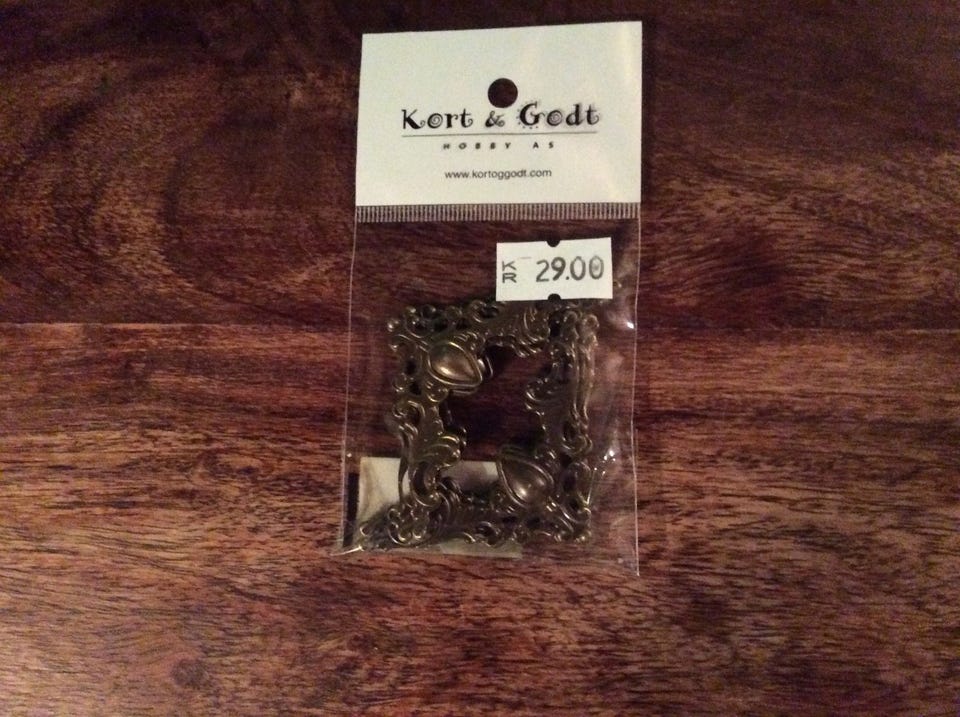 Kort & Godt
HOBBY AS
www.kortoggodt.com
KR 29.00